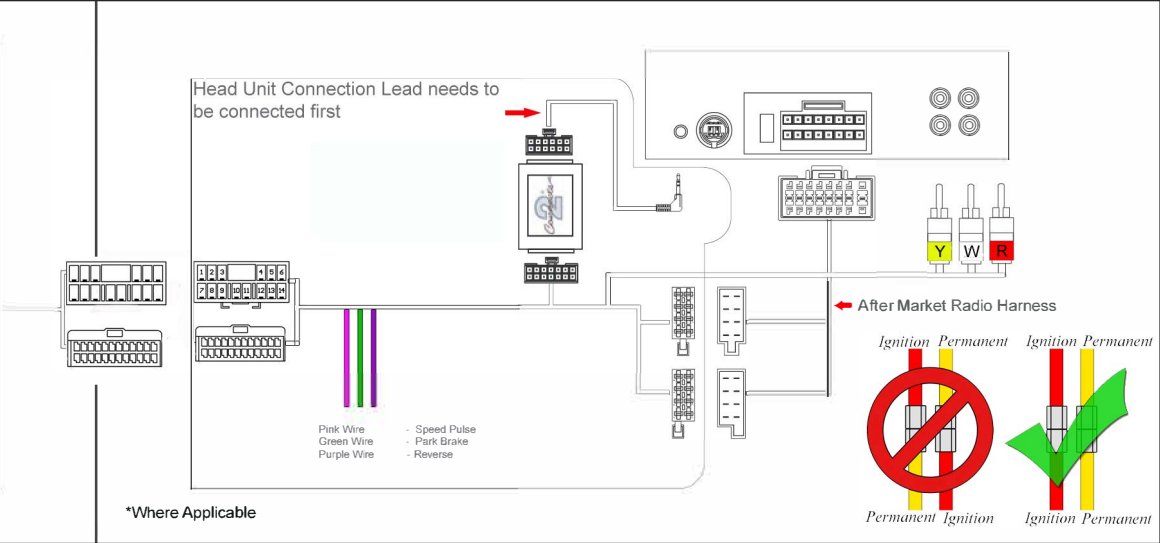 Head Unit Connection Lead needs to
be connected first
Connects
2
1 2 3 4 5 6
7 8 9 10 11 12 13 14
Y W R
After Market Radio Harness
Ignition Permanent Ignition Permanent
Pink Wire - Speed Pulse
Green Wire - Park Brake
Purple Wire - Reverse
*Where Applicable
Permanent Ignition Ignition Permanent